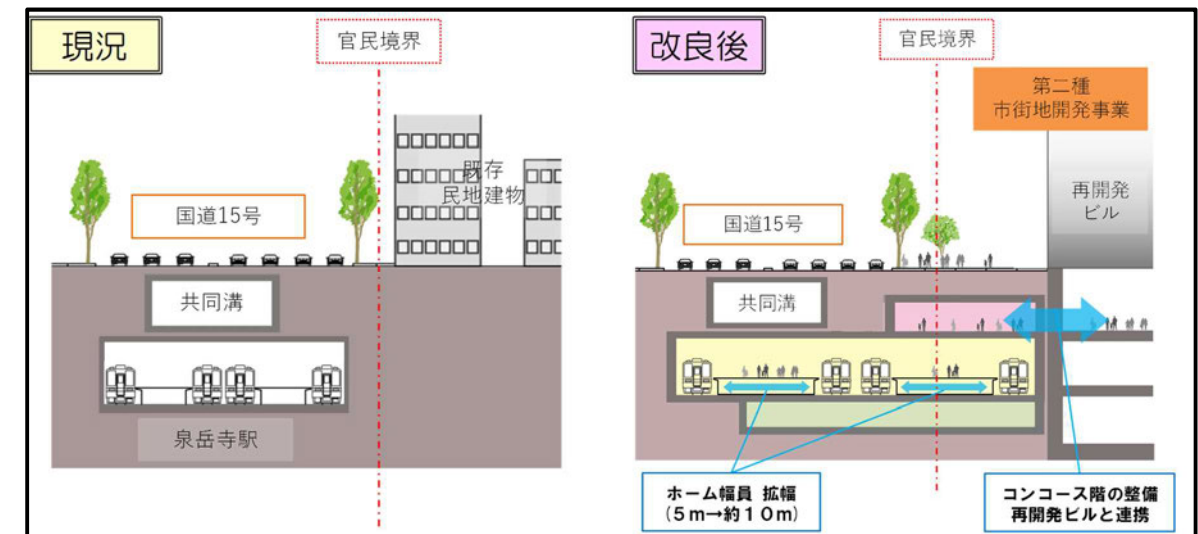 現況
官民境界
既存
民地建物
国道15号
共同溝
泉岳寺駅
改良後
官民境界
第二種
市街地開発事業
再開発
ビル
国道15号
共同溝
ホーム幅員 拡幅
(5m→約10m)
コンコース階の整備
再開発ビルと連携